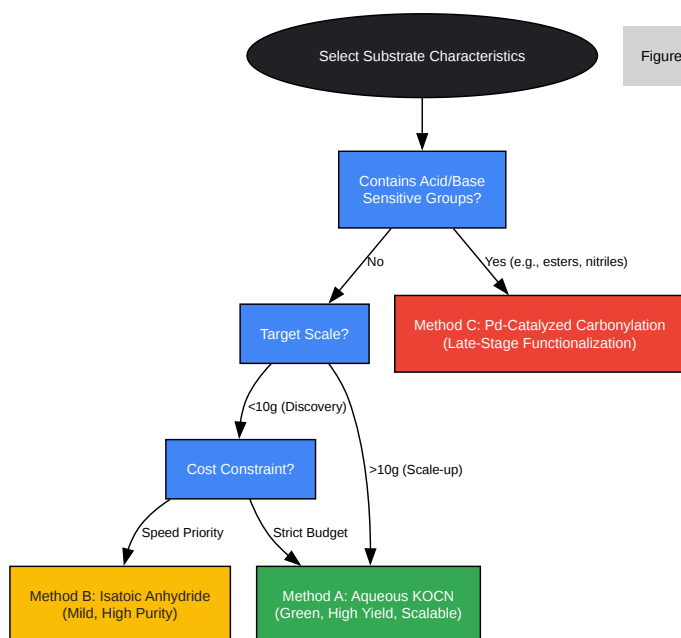 Select Substrate Characteristics
Figure
Contains Acid/Base
Sensitive Groups?
No
Yes (e.g., esters, nitriles)
Target Scale?
Method C: Pd-Catalyzed Carbonylation
(Late-Stage Functionalization)
<10g (Discovery)
Cost Constraint?
>10g (Scale-up)
Speed Priority
Strict Budget
Method B: Isatoic Anhydride
(Mild, High Purity)
Method A: Aqueous KOCN
(Green, High Yield, Scalable)